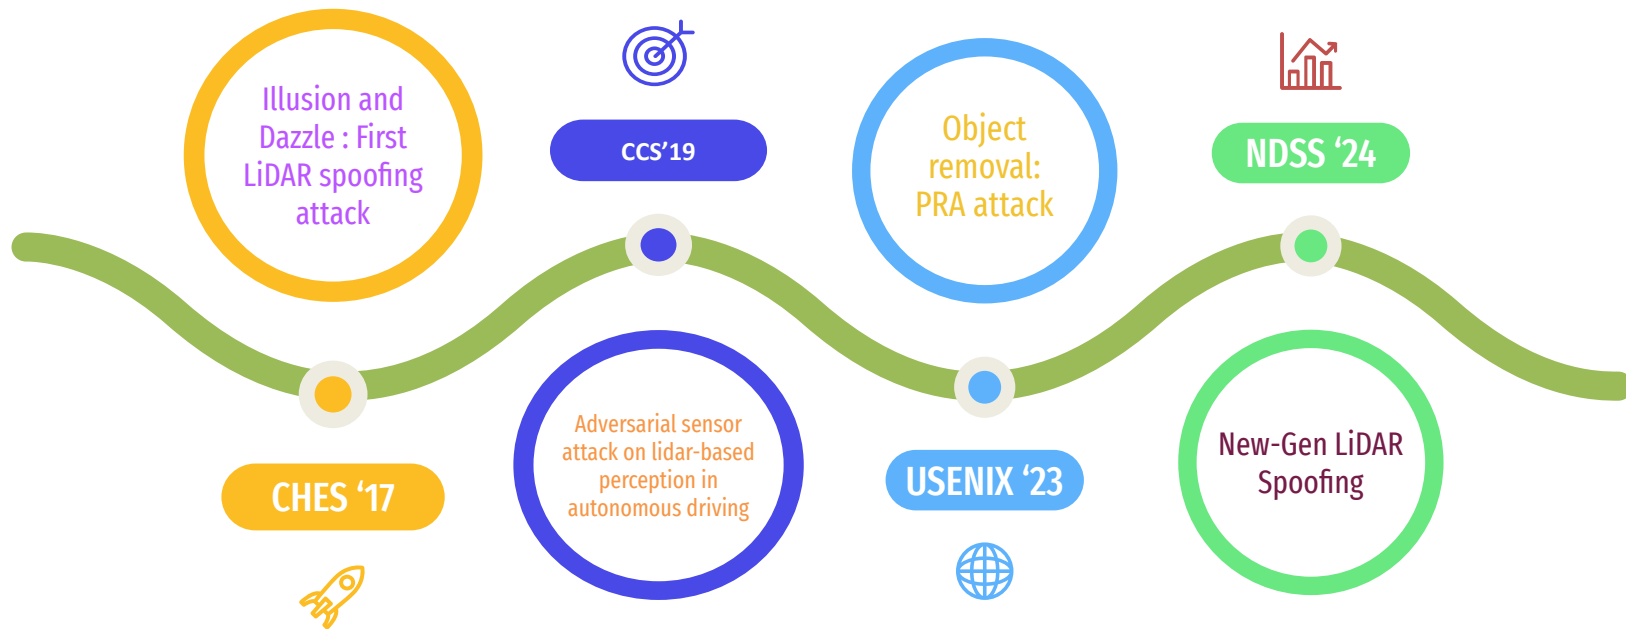 Illusion and
Dazzle : First
LiDAR spoofing
attack
CHES ‘17
CCS’19
Adversarial sensor
attack on lidar-based
perception in
autonomous driving
Object
removal:
PRA attack
USENIX ‘23
NDSS ‘24
New-Gen LiDAR
Spoofing